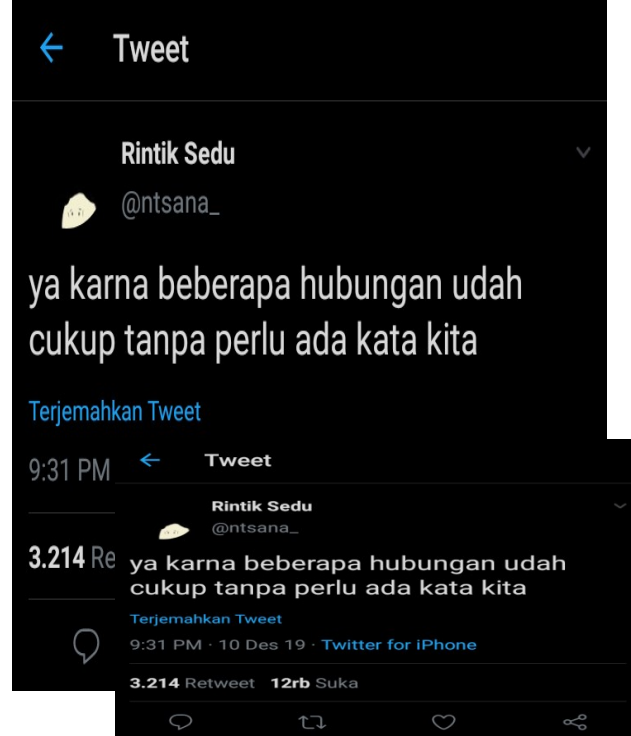 Tweet
Rintik Sedu
@ntsana_
ya karna beberapa hubungan udah
cukup tanpa perlu ada kata kita
Terjemahkan Tweet
9:31 PM
3.214 Re
Tweet
Rintik Sedu
@ntsana_
ya karna beberapa hubungan udah
cukup tanpa perlu ada kata kita
Terjemahkan Tweet
9:31 PM · 10 Des 19 · Twitter for iPhone
3.214 Retweet 12rb Suka